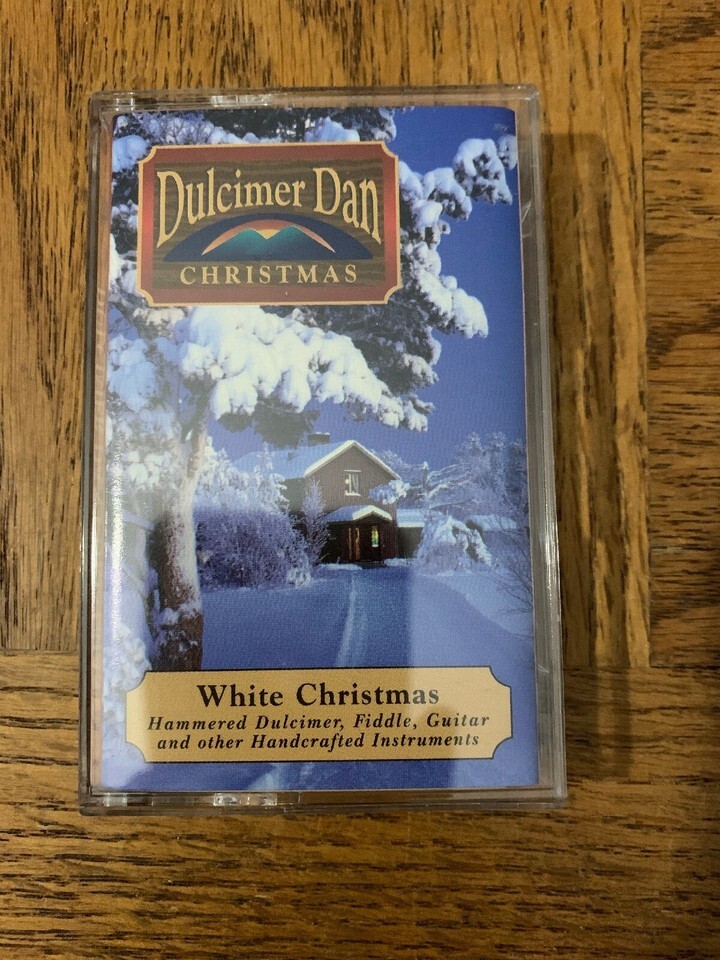 Dulcimer Dan
CHRISTMAS
White Christmas
Hammered Dulcimer, Fiddle, Guitar
and other Handcrafted Instruments